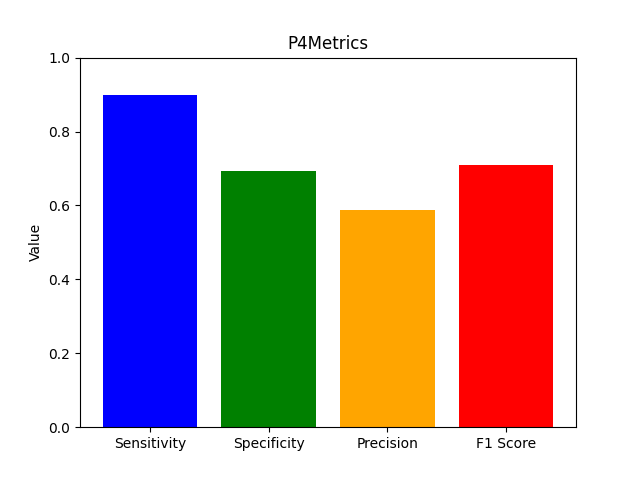 P4Metrics
1.0
0.8
0.6
0.4
0.2
0.0
Value
Sensitivity
Specificity
Precision
F1 Score